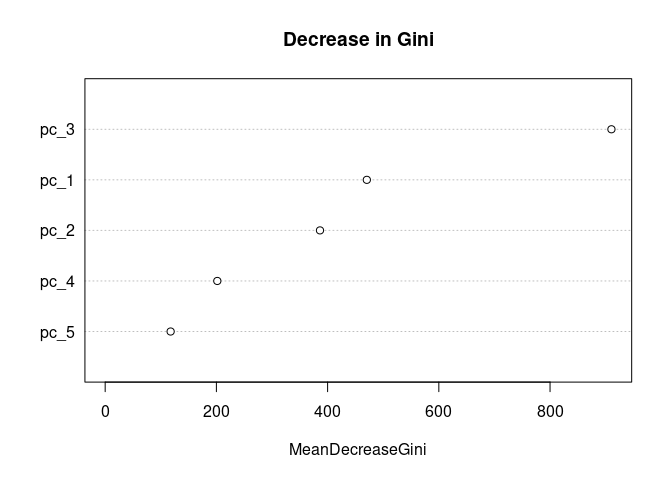 Decrease in Gini
pc_3
pc_1
pc_2
pc_4
pc_5
0 200 400 600 800
MeanDecreaseGini